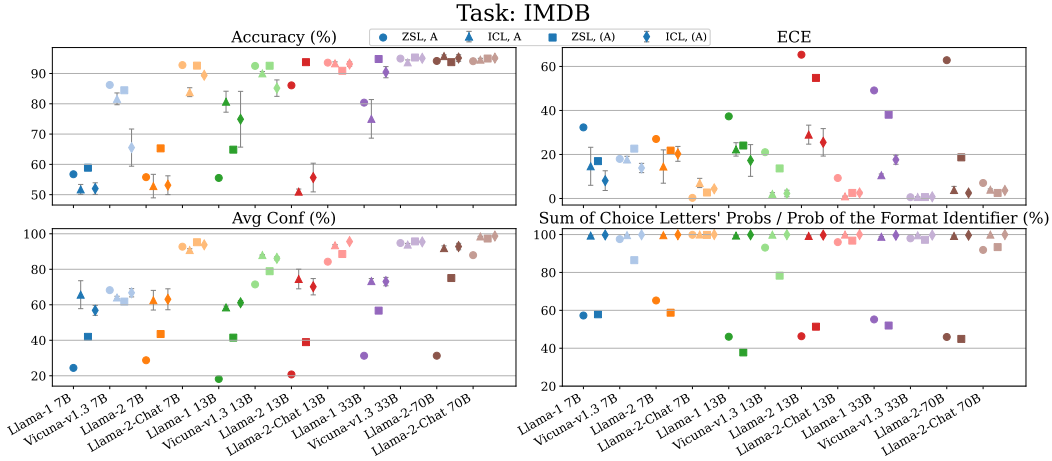 Task: IMDB
ZSL, A
ICL, A
ZSL, (A)
ICL, (A)
Accuracy (%)
90
80
70
60
50
ECE
60
40
20
0
Avg Conf (%)
100
80
60
40
20
Sum of Choice Letters' Probs / Prob of the Format Identifier (%)
100
80
60
40
20
Llama-1 7B
Vicuna-v1.3 7B
Llama-2 7B
Llama-2-Chat 7B
Llama-1 13B
Vicuna-v1.3 13B
Llama-2 13B
Llama-2-Chat 13B
Llama-1 33B
Vicuna-v1.3 33B
Llama-2-70B
Llama-2-Chat 70B
Llama-1 7B
Vicuna-v1.3 7B
Llama-2 7B
Llama-2-Chat 7B
Llama-1 13B
Vicuna-v1.3 13B
Llama-2 13B
Llama-2-Chat 13B
Llama-1 33B
Vicuna-v1.3 33B
Llama-2-70B
Llama-2-Chat 70B